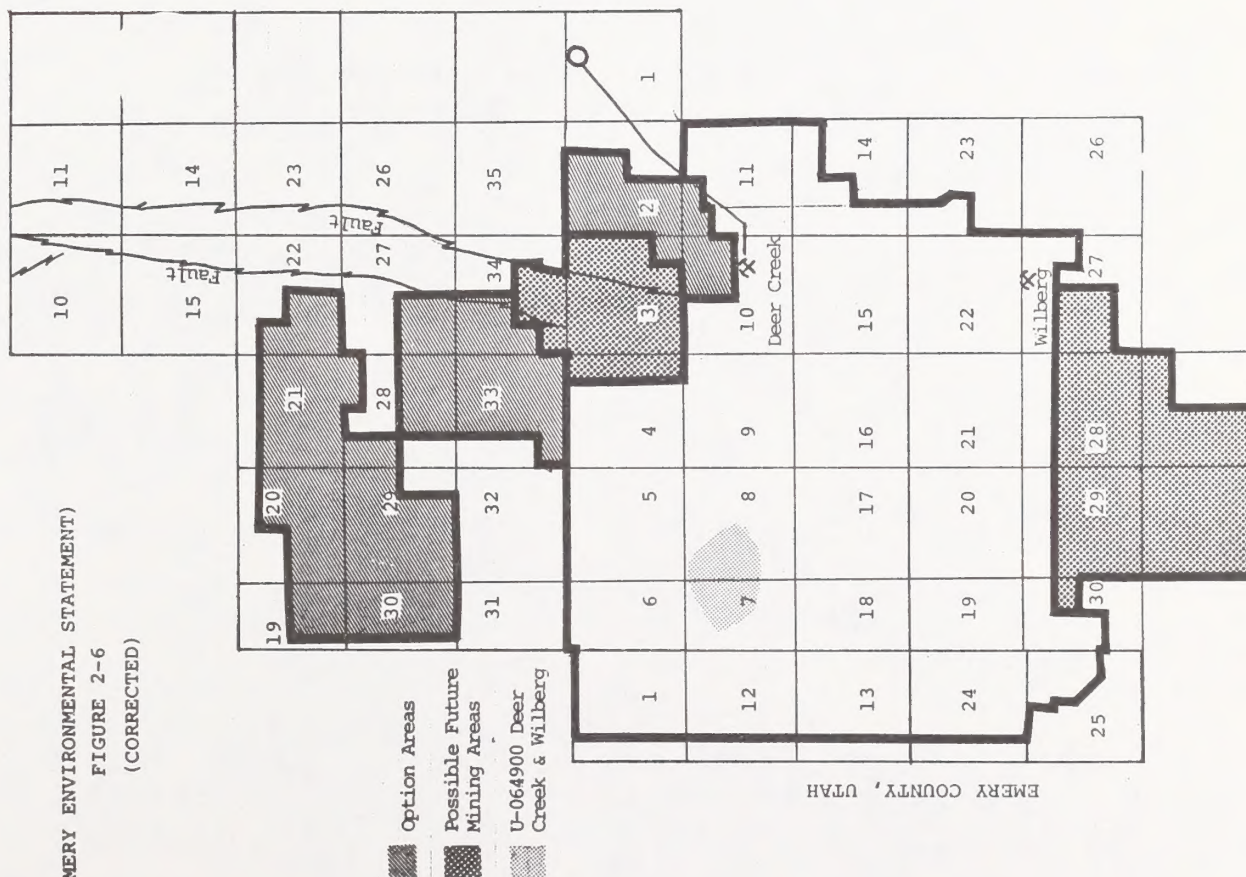 MERY ENVIRONMENTAL STATEMENT)
FIGURE 2-6
(CORRECTED)
Option Areas
Possible Future
Mining Areas
U-064900 Deer
Creek & Wilberg
EMERY COUNTY, UTAH
10 11
15 14
Fault
19 20 21 22 23
Fault
30 29 28 27 26
31 32 33 34 35
1 6 5 4 3 2 1
12 7 8 9 10 11
Deer Creek
13 18 17 16 15 14
24 19 20 21 22 23
Wilberg
25 30 29 28 27 26